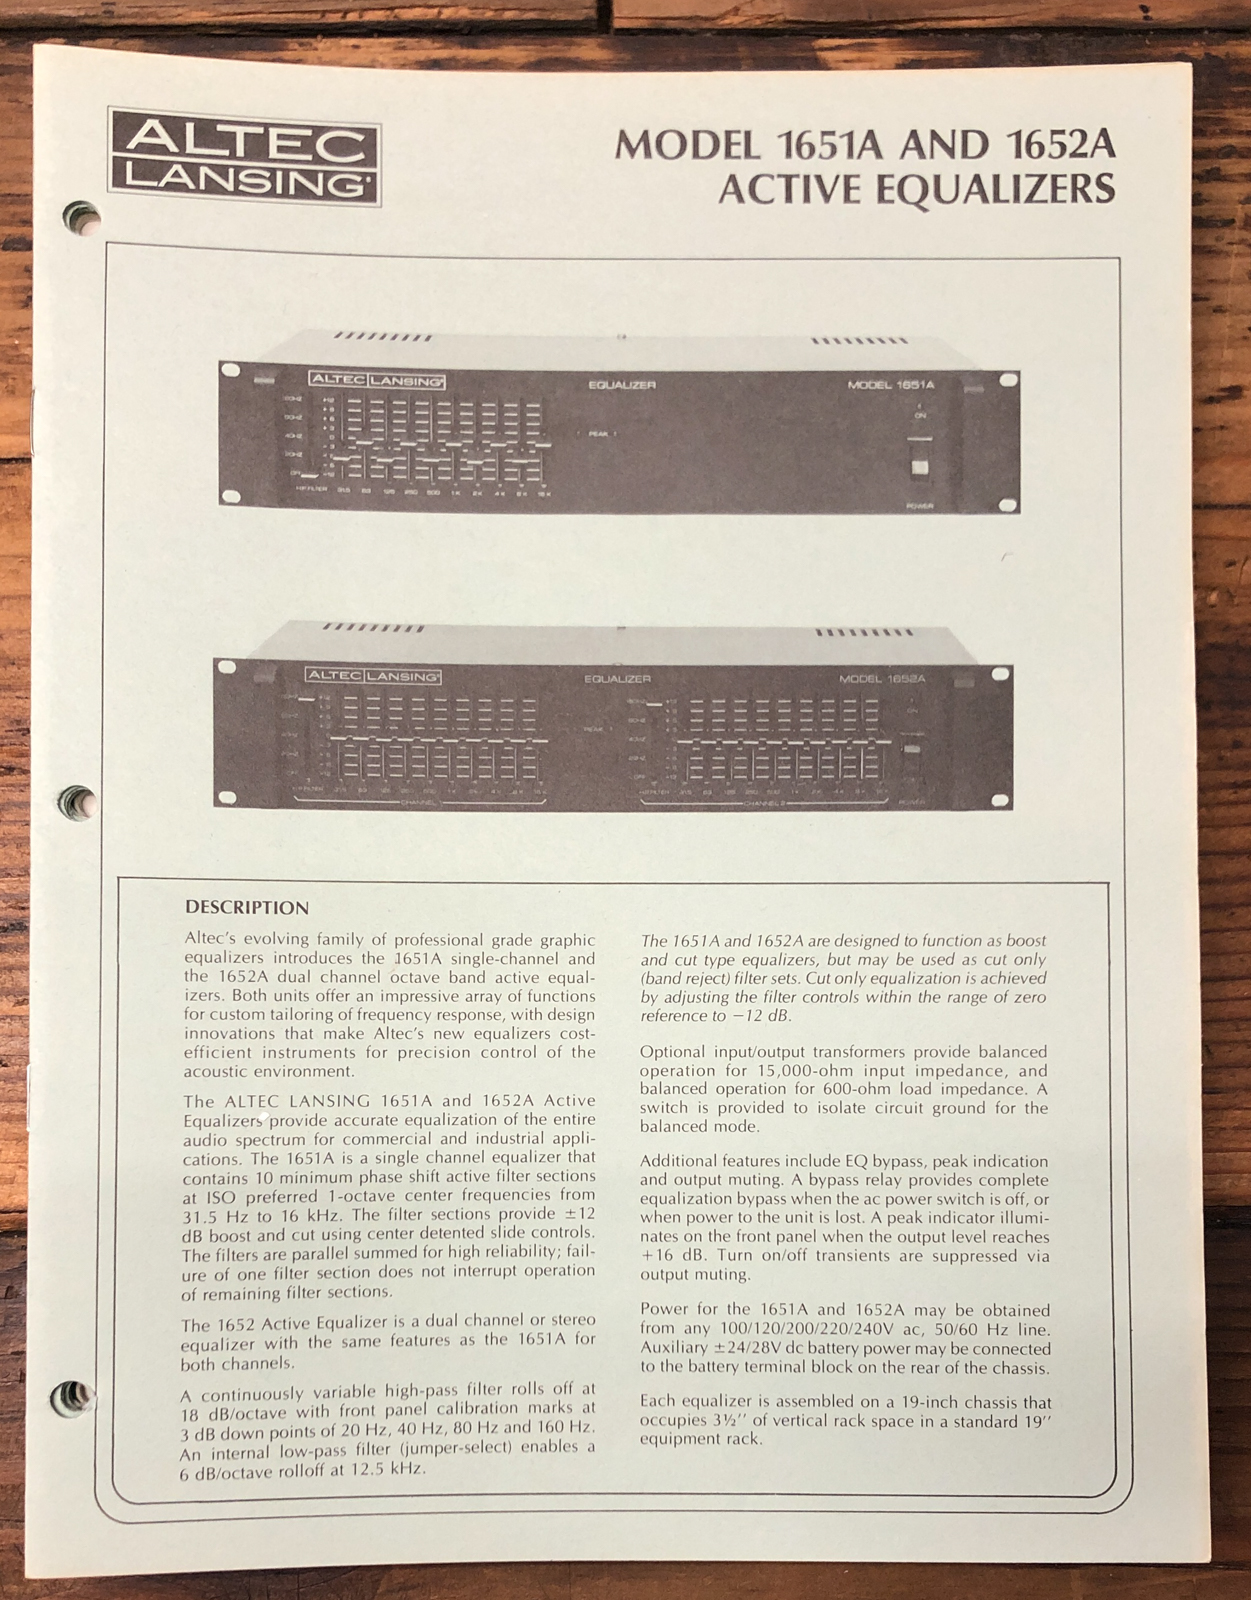 ALTEC
LANSING®
MODEL 1651A AND 1652A
ACTIVE EQUALIZERS
ALTEC LANSING
EQUALIZER
MODEL 1651A
ON
PEAK
POWER
31.5 63 125 250 500 1K 2K 4K 8K 16K
ALTEC LANSING
EQUALIZER
MODEL 1652A
ON
PEAK
CHANNEL
CHANNEL
POWER
DESCRIPTION
Altec's evolving family of professional grade graphic
equalizers introduces the 1651A single-channel and
the 1652A dual channel octave band active equal-
izers. Both units offer an impressive array of functions
for custom tailoring of frequency response, with design
innovations that make Altec's new equalizers cost-
efficient instruments for precision control of the
acoustic environment.
The ALTEC LANSING 1651A and 1652A Active
Equalizers provide accurate equalization of the entire
audio spectrum for commercial and industrial appli-
cations. The 1651A is a single channel equalizer that
contains 10 minimum phase shift active filter sections
at ISO preferred 1-octave center frequencies from
31.5 Hz to 16 kHz. The filter sections provide ±12
dB boost and cut using center detented slide controls.
The filters are parallel summed for high reliability; fail-
ure of one filter section does not interrupt operation
of remaining filter sections.
The 1652 Active Equalizer is a dual channel or stereo
equalizer with the same features as the 1651A for
both channels.
A continuously variable high-pass filter rolls off at
18 dB/octave with front panel calibration marks at
3 dB down points of 20 Hz, 40 Hz, 80 Hz and 160 Hz.
An internal low-pass filter (jumper-select) enables a
6 dB/octave rolloff at 12.5 kHz.
The 1651A and 1652A are designed to function as boost
and cut type equalizers, but may be used as cut only
(band reject) filter sets. Cut only equalization is achieved
by adjusting the filter controls within the range of zero
reference to −12 dB.
Optional input/output transformers provide balanced
operation for 15,000-ohm input impedance, and
balanced operation for 600-ohm load impedance. A
switch is provided to isolate circuit ground for the
balanced mode.
Additional features include EQ bypass, peak indication
and output muting. A bypass relay provides complete
equalization bypass when the ac power switch is off, or
when power to the unit is lost. A peak indicator illumi-
nates on the front panel when the output level reaches
+16 dB. Turn on/off transients are suppressed via
output muting.
Power for the 1651A and 1652A may be obtained
from any 100/120/200/220/240V ac, 50/60 Hz line.
Auxiliary ±24/28V dc battery power may be connected
to the battery terminal block on the rear of the chassis.
Each equalizer is assembled on a 19-inch chassis that
occupies 3½'' of vertical rack space in a standard 19''
equipment rack.